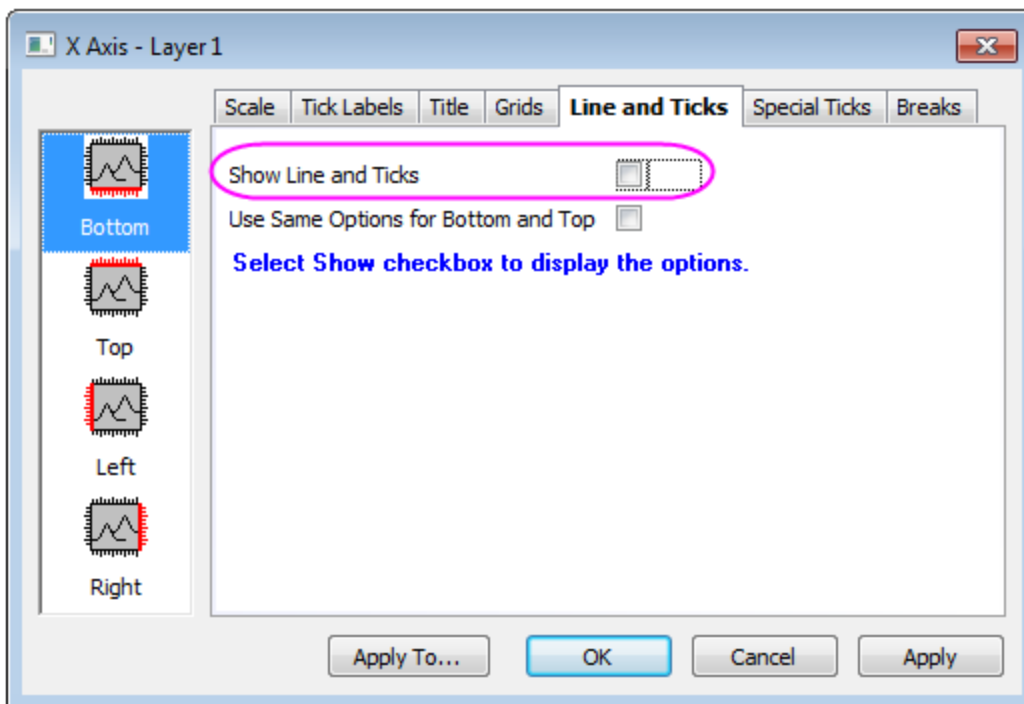 X Axis - Layer 1
Scale Tick Labels Title Grids Line and Ticks Special Ticks Breaks
Bottom
Top
Left
Right
Show Line and Ticks
Use Same Options for Bottom and Top
Select Show checkbox to display the options.
Apply To... OK Cancel Apply